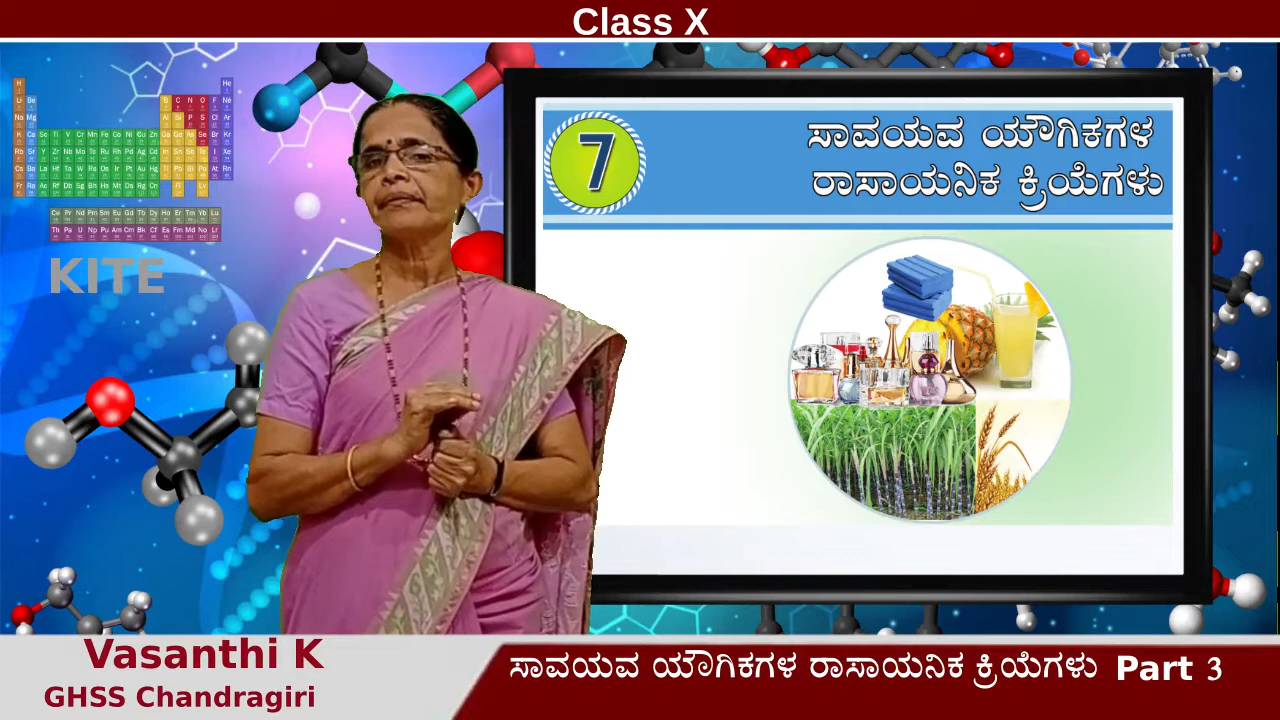 Class X
KITE
7
ಸಾವಯವ ಯೌಗಿಕಗಳ
ರಾಸಾಯನಿಕ ಕ್ರಿಯೆಗಳು
Vasanthi K
GHSS Chandragiri
ಸಾವಯವ ಯೌಗಿಕಗಳ ರಾಸಾಯನಿಕ ಕ್ರಿಯೆಗಳು Part 3